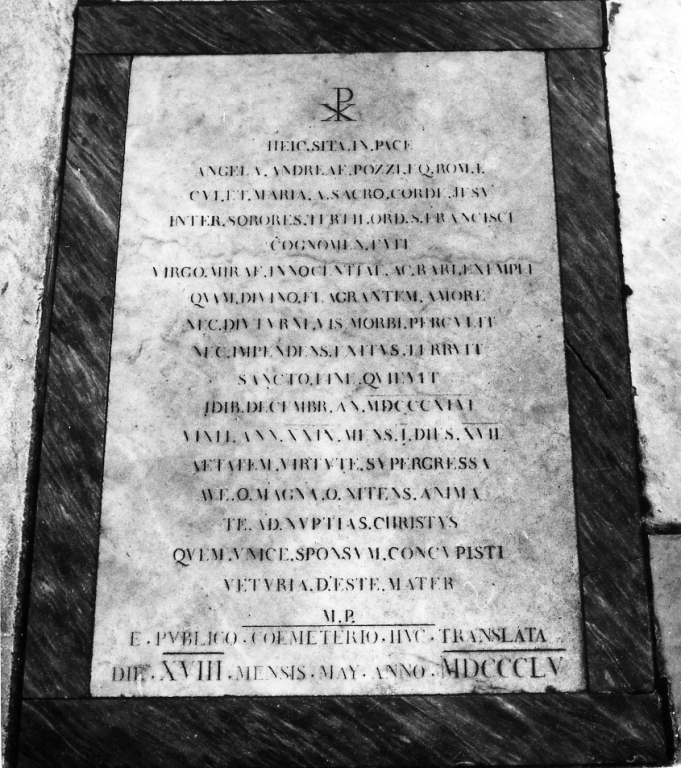 ☧
HEIC.SITA.IN.PACE
ANGELA.ANDREAE.POZZI.EQ.ROM.F.
CVI.ET.MARIA.A.SACRO.CORDE.JESV
INTER.SORORES.TERTII.ORD.S.FRANCISCI
COGNOMEN.FVIT
VIRGO.MIRAE.INNOCENTIAE.AC.RARI.EXEMPLI
QVAM.DIVINO.FLAGRANTEM.AMORE
NEC.DIVTVRNI.VIS.MORBI.PERCVLIT
NEC.IMPENDENS.EXITVS.TERRVIT
SANCTO.FINE.QVIEVIT
IDIB.DECEMBR.AN.MDCCCXLVI
VIXIT.ANN.XXIX.MENS.I.DIES.XVII
AETATEM.VIRTVTE.SVPERGRESSA
AVE.O.MAGNA.O.NITENS.ANIMA
TE.AD.NVPTIAS.CHRISTVS
QVEM.VNICE.SPONSVM.CONCVPISTI
VETVRIA.D'ESTE.MATER
M.P.
E.PVBLICO.COEMETERIO.HVC.TRANSLATA
DIE.XVIII.MENSIS.MAY.ANNO.MDCCCLV